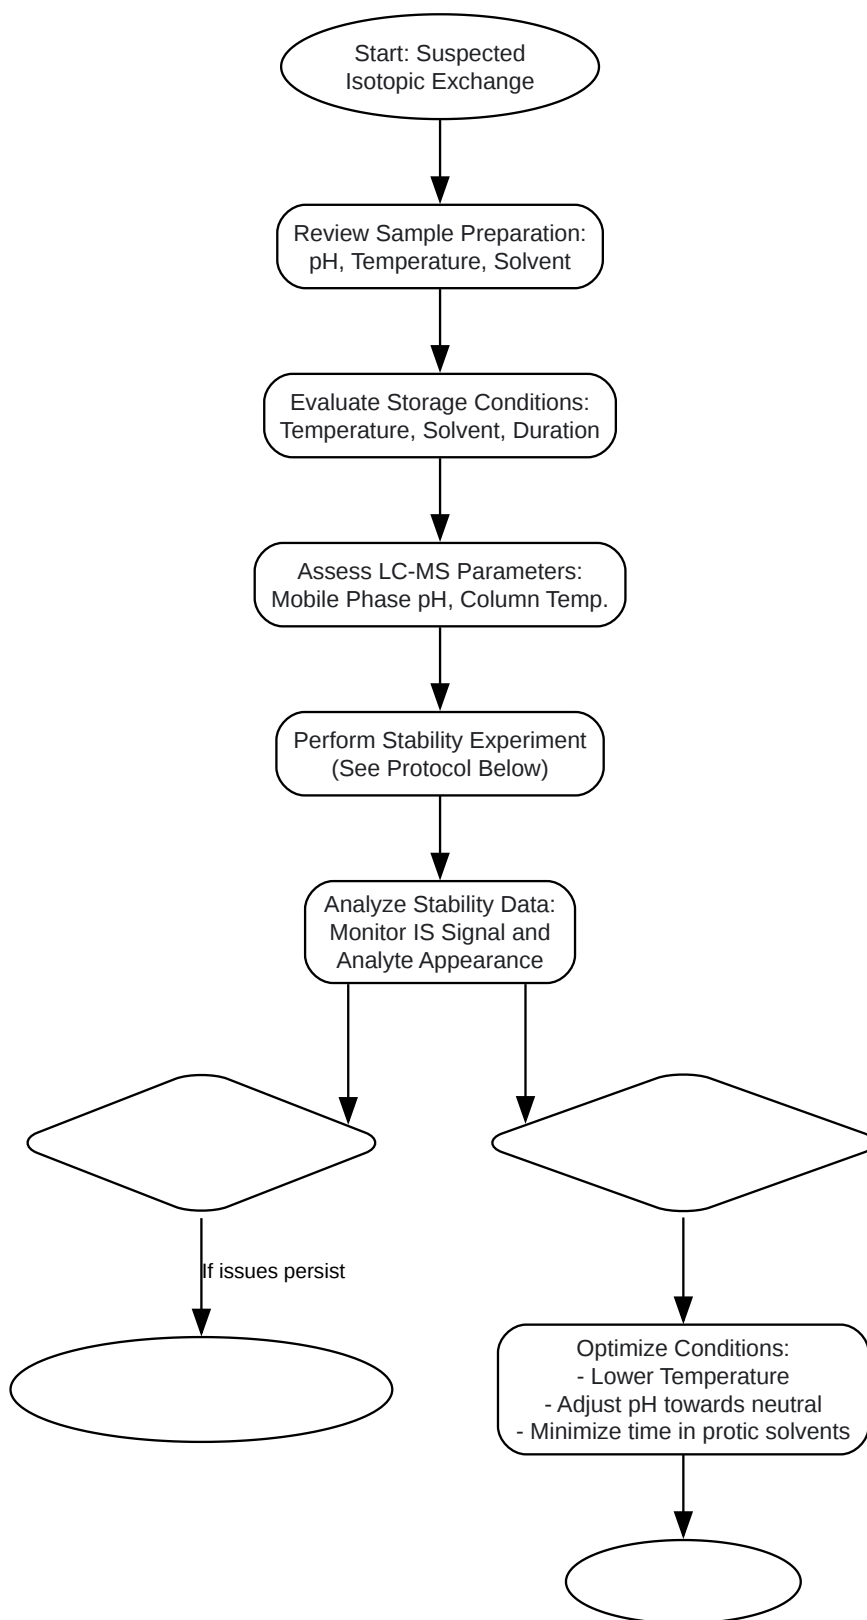 Start: Suspected
Isotopic Exchange
Review Sample Preparation:
pH, Temperature, Solvent
Evaluate Storage Conditions:
Temperature, Solvent, Duration
Assess LC-MS Parameters:
Mobile Phase pH, Column Temp.
Perform Stability Experiment
(See Protocol Below)
Analyze Stability Data:
Monitor IS Signal and
Analyte Appearance
If issues persist
Optimize Conditions:
- Lower Temperature
- Adjust pH towards neutral
- Minimize time in protic solvents